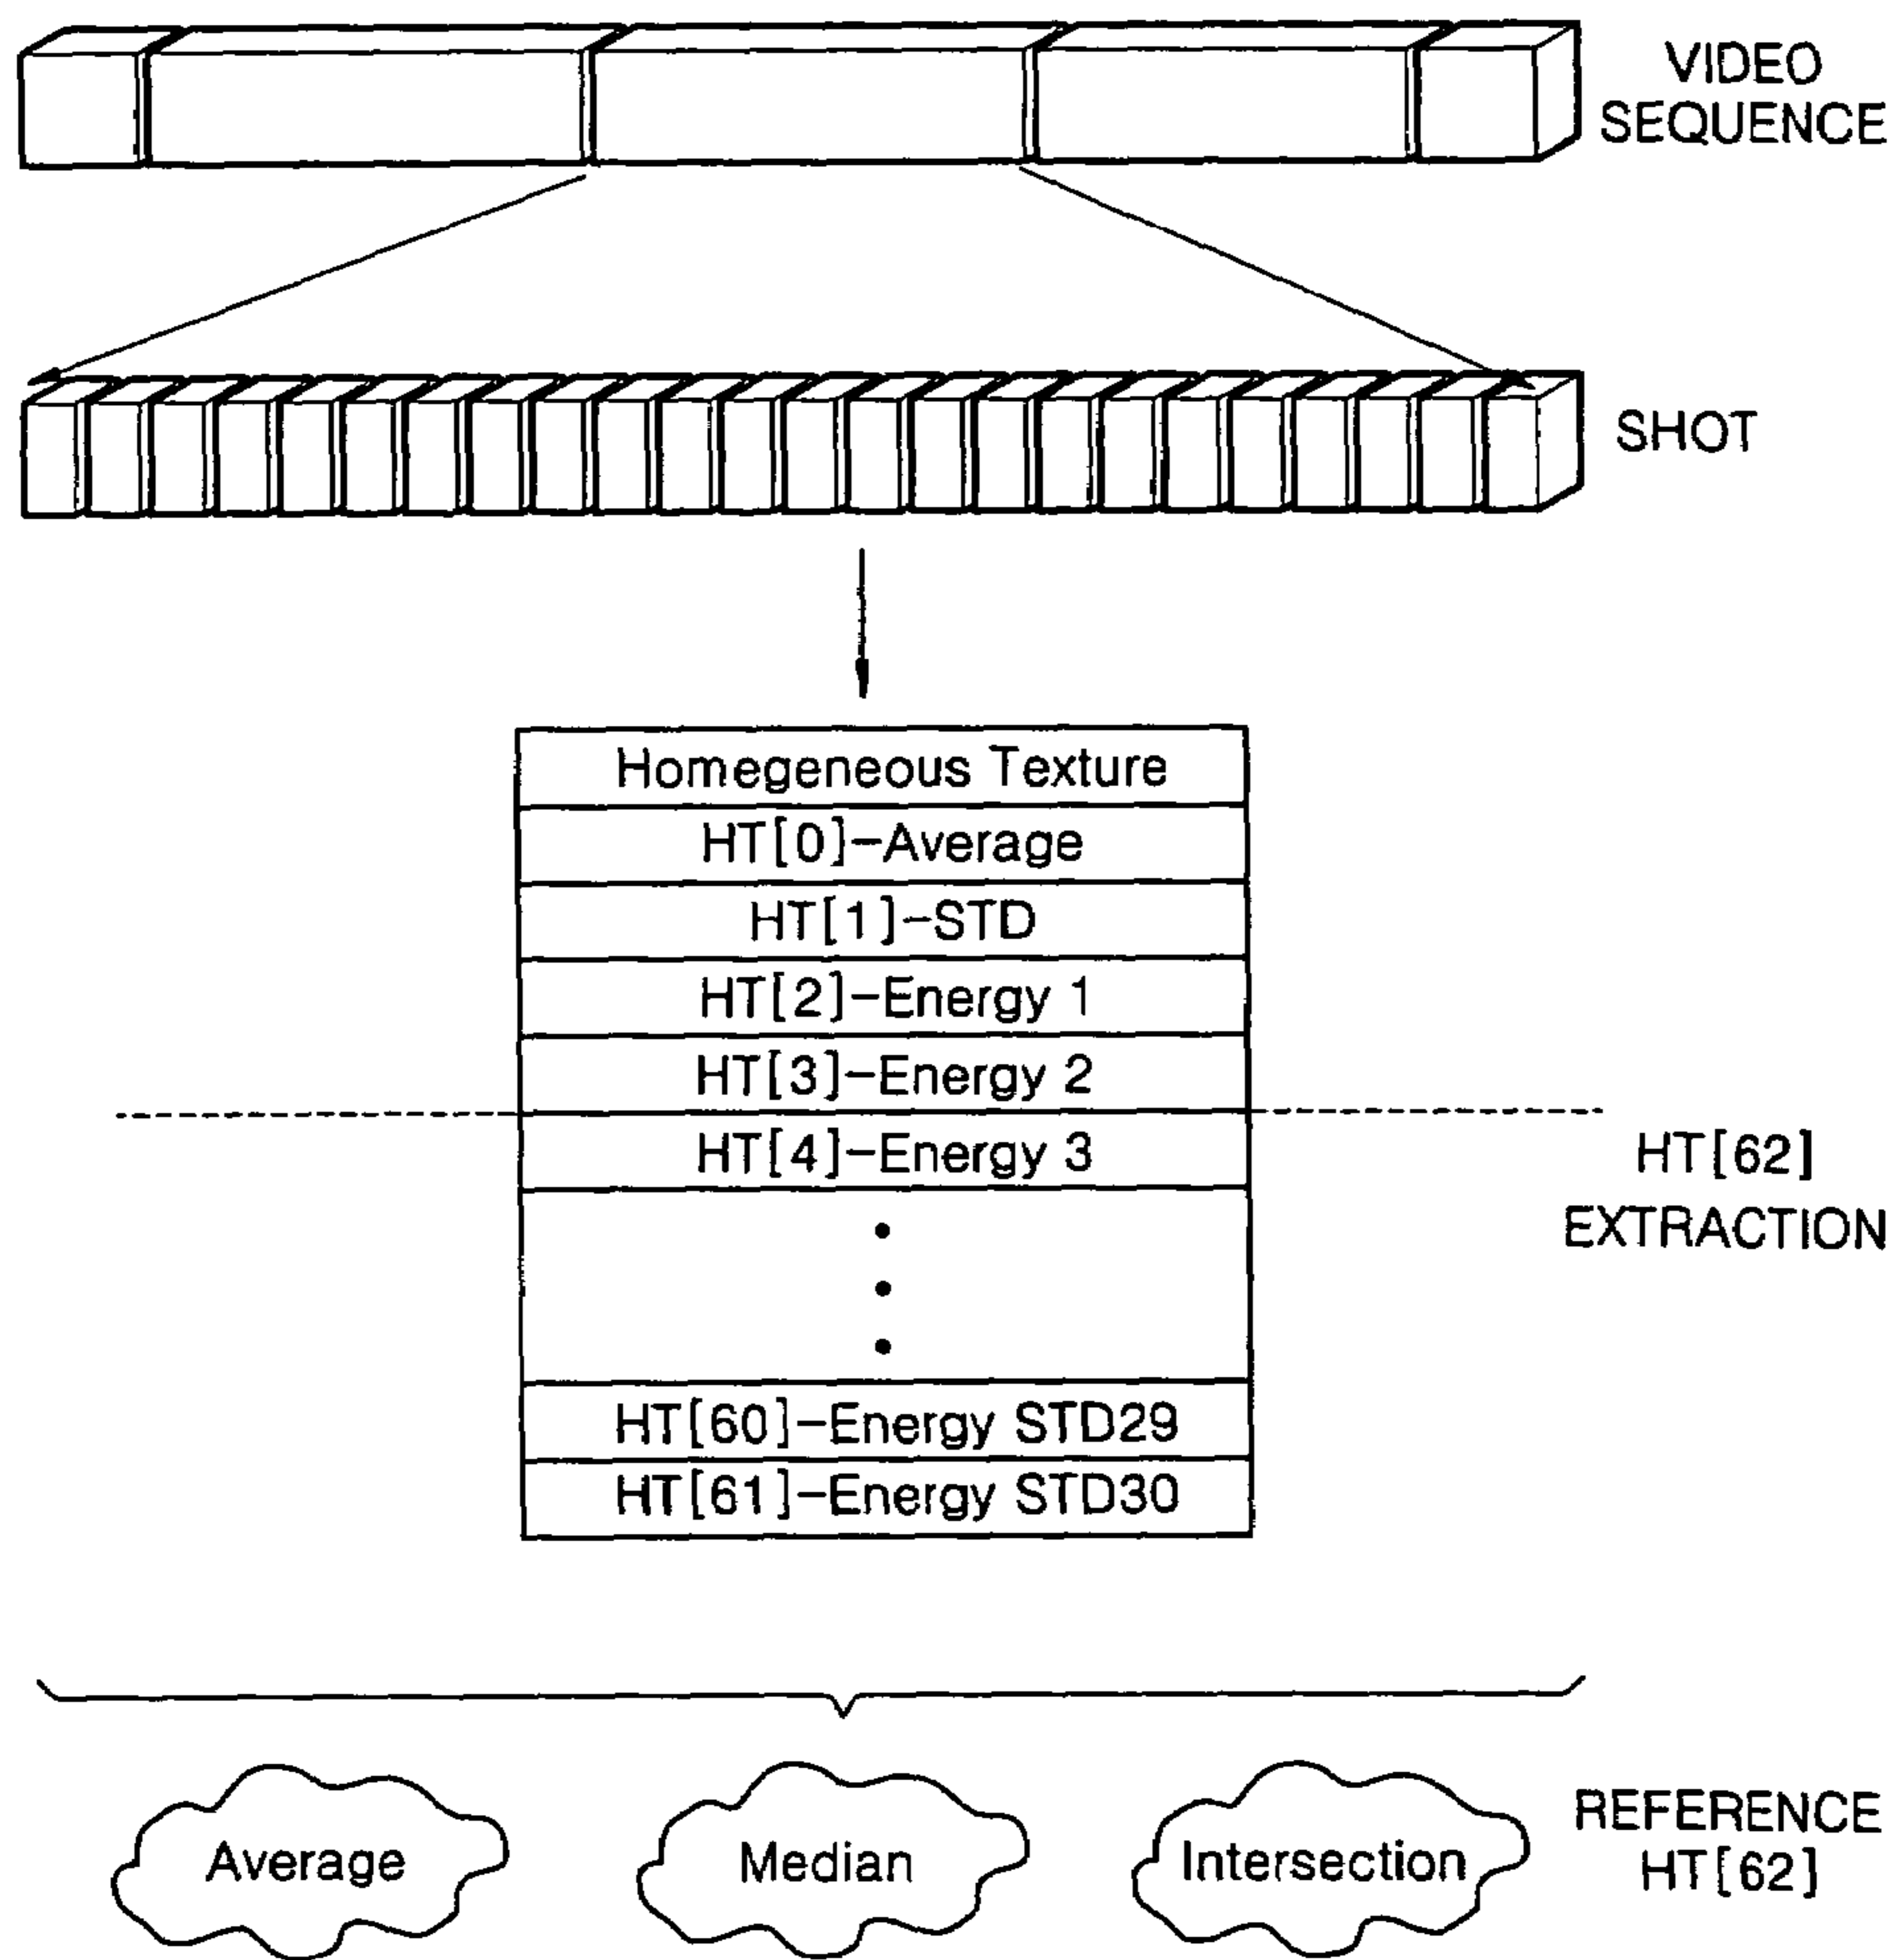 VIDEO
SEQUENCE
SHOT
Homegeneous Texture
HT[0]-Average
HT[1]-STD
HT[2]-Energy 1
HT[3]-Energy 2
HT[4]-Energy 3
HT[62]
EXTRACTION
HT[60]-Energy STD29
HT[61]-Energy STD30
Average
Median
Intersection
REFERENCE
HT[62]